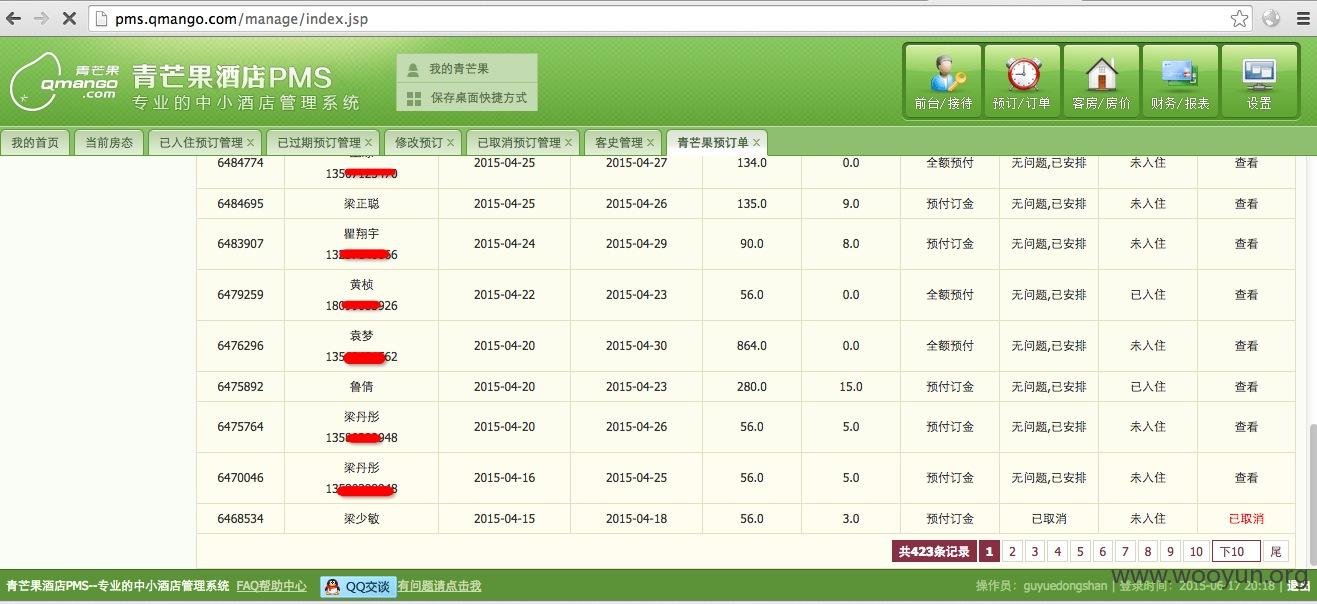 pms.qmango.com/manage/index.jsp
青芒果
Qmango
.com
青芒果酒店PMS
专业的中小酒店管理系统
我的青芒果
保存桌面快捷方式
前台/接待 预订/订单 客房/房价 财务/报表 设置
我的首页 当前房态 已入住预订管理 × 已过期预订管理 × 修改预订 × 已取消预订管理 × 客史管理 × 青芒果预订单 ×
6484774 2015-04-25 2015-04-27 134.0 0.0 全额预付 无问题,已安排 未入住 查看
6484695 梁正聪 2015-04-25 2015-04-26 135.0 9.0 预付订金 无问题,已安排 未入住 查看
6483907 瞿翔宇 2015-04-24 2015-04-29 90.0 8.0 预付订金 无问题,已安排 未入住 查看
6479259 黄桢 2015-04-22 2015-04-23 56.0 0.0 全额预付 无问题,已安排 已入住 查看
6476296 袁梦 2015-04-20 2015-04-30 864.0 0.0 全额预付 无问题,已安排 未入住 查看
6475892 鲁倩 2015-04-20 2015-04-23 280.0 15.0 预付订金 无问题,已安排 已入住 查看
6475764 梁丹彤 2015-04-20 2015-04-26 56.0 5.0 预付订金 无问题,已安排 未入住 查看
6470046 梁丹彤 2015-04-16 2015-04-25 56.0 5.0 预付订金 无问题,已安排 未入住 查看
6468534 梁少敏 2015-04-15 2015-04-18 56.0 3.0 预付订金 已取消 未入住 已取消
共423条记录 1 2 3 4 5 6 7 8 9 10 下10 尾
青芒果酒店PMS--专业的中小酒店管理系统 FAQ帮助中心 QQ交谈 有问题请点击我 操作员：guyuedongshan | 登录时间：2015-06-17 20:18 | 退出
www.wooyun.org